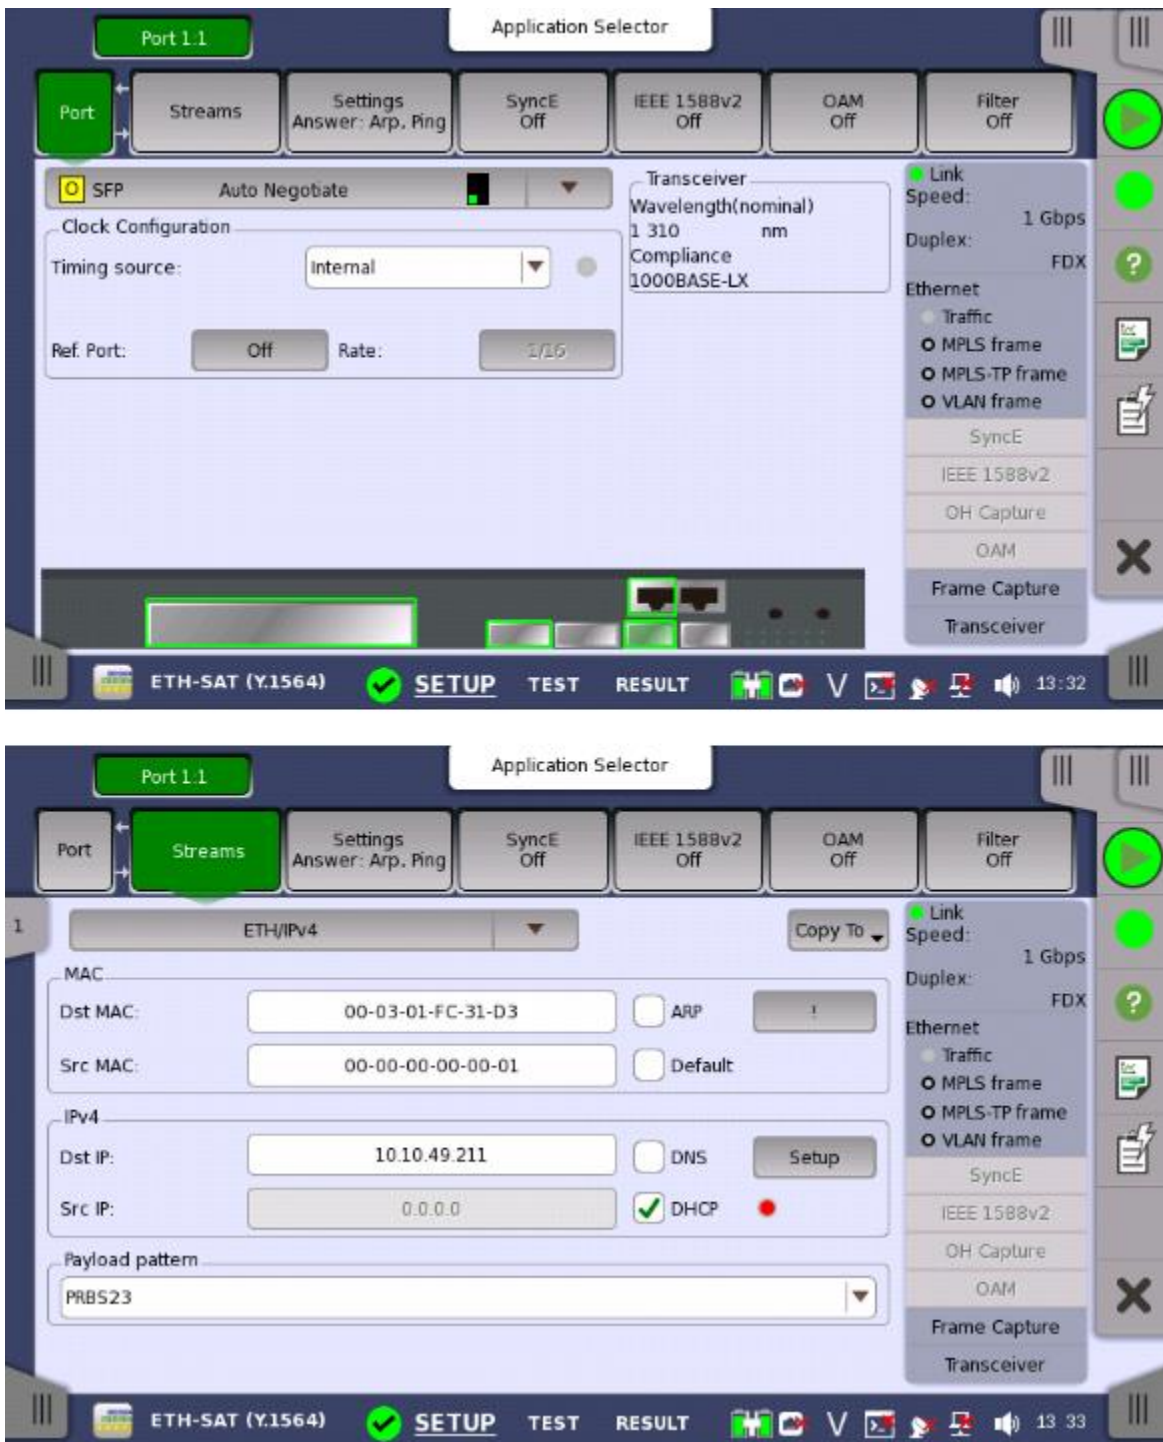 Port 1.1
Application Selector
Port
Streams
Settings
Answer: Arp, Ping
SyncE
Off
IEEE 1588v2
Off
OAM
Off
Filter
Off
O SFP Auto Negotiate
Clock Configuration
Timing source:
Internal
Ref. Port:
Off
Rate:
1/16
Transceiver
Wavelength(nominal)
1 310 nm
Compliance
1000BASE-LX
Link
Speed:
1 Gbps
Duplex:
FDX
Ethernet
Traffic
MPLS frame
MPLS-TP frame
VLAN frame
SyncE
IEEE 1588v2
OH Capture
OAM
Frame Capture
Transceiver
?
ETH-SAT (Y.1564)
SETUP
TEST
RESULT
V
13:32
Port 1.1
Application Selector
Port
Streams
Settings
Answer: Arp, Ping
SyncE
Off
IEEE 1588v2
Off
OAM
Off
Filter
Off
1
ETH/IPv4
Copy To
MAC
Dst MAC:
00-03-01-FC-31-D3
ARP
!
Src MAC:
00-00-00-00-00-01
Default
IPv4
Dst IP:
10.10.49.211
DNS
Setup
Src IP:
0.0.0.0
DHCP
Payload pattern
PRBS23
Link
Speed:
1 Gbps
Duplex:
FDX
Ethernet
Traffic
MPLS frame
MPLS-TP frame
VLAN frame
SyncE
IEEE 1588v2
OH Capture
OAM
Frame Capture
Transceiver
?
ETH-SAT (Y.1564)
SETUP
TEST
RESULT
V
13 33